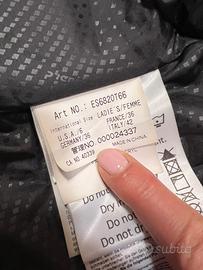 Art NO.: ES6820T66
International Size LADIE'S/FEMME
U.S.A./6 FRANCE/36
GERMANY/36 ITALY/42
管理NO. 000024337
CA NO 40339 MADE IN CHINA
Do not
Dry
Do not
Do not d
subito